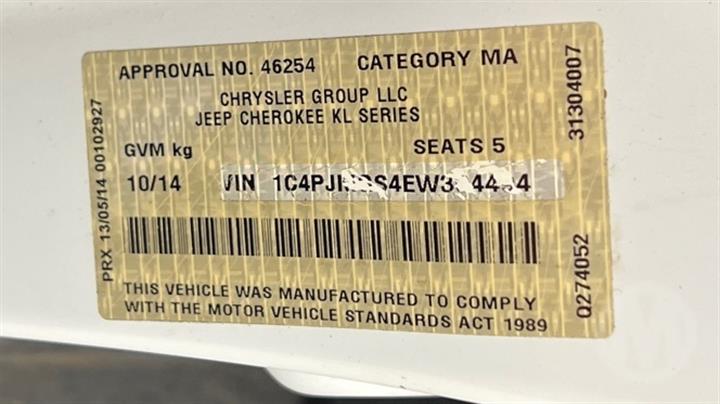 APPROVAL NO. 46254 CATEGORY MA
CHRYSLER GROUP LLC
JEEP CHEROKEE KL SERIES
GVM kg SEATS 5
10/14 VIN
THIS VEHICLE WAS MANUFACTURED TO COMPLY
WITH THE MOTOR VEHICLE STANDARDS ACT 1989
PRX 13/05/14 00102927
31304007
Q274052